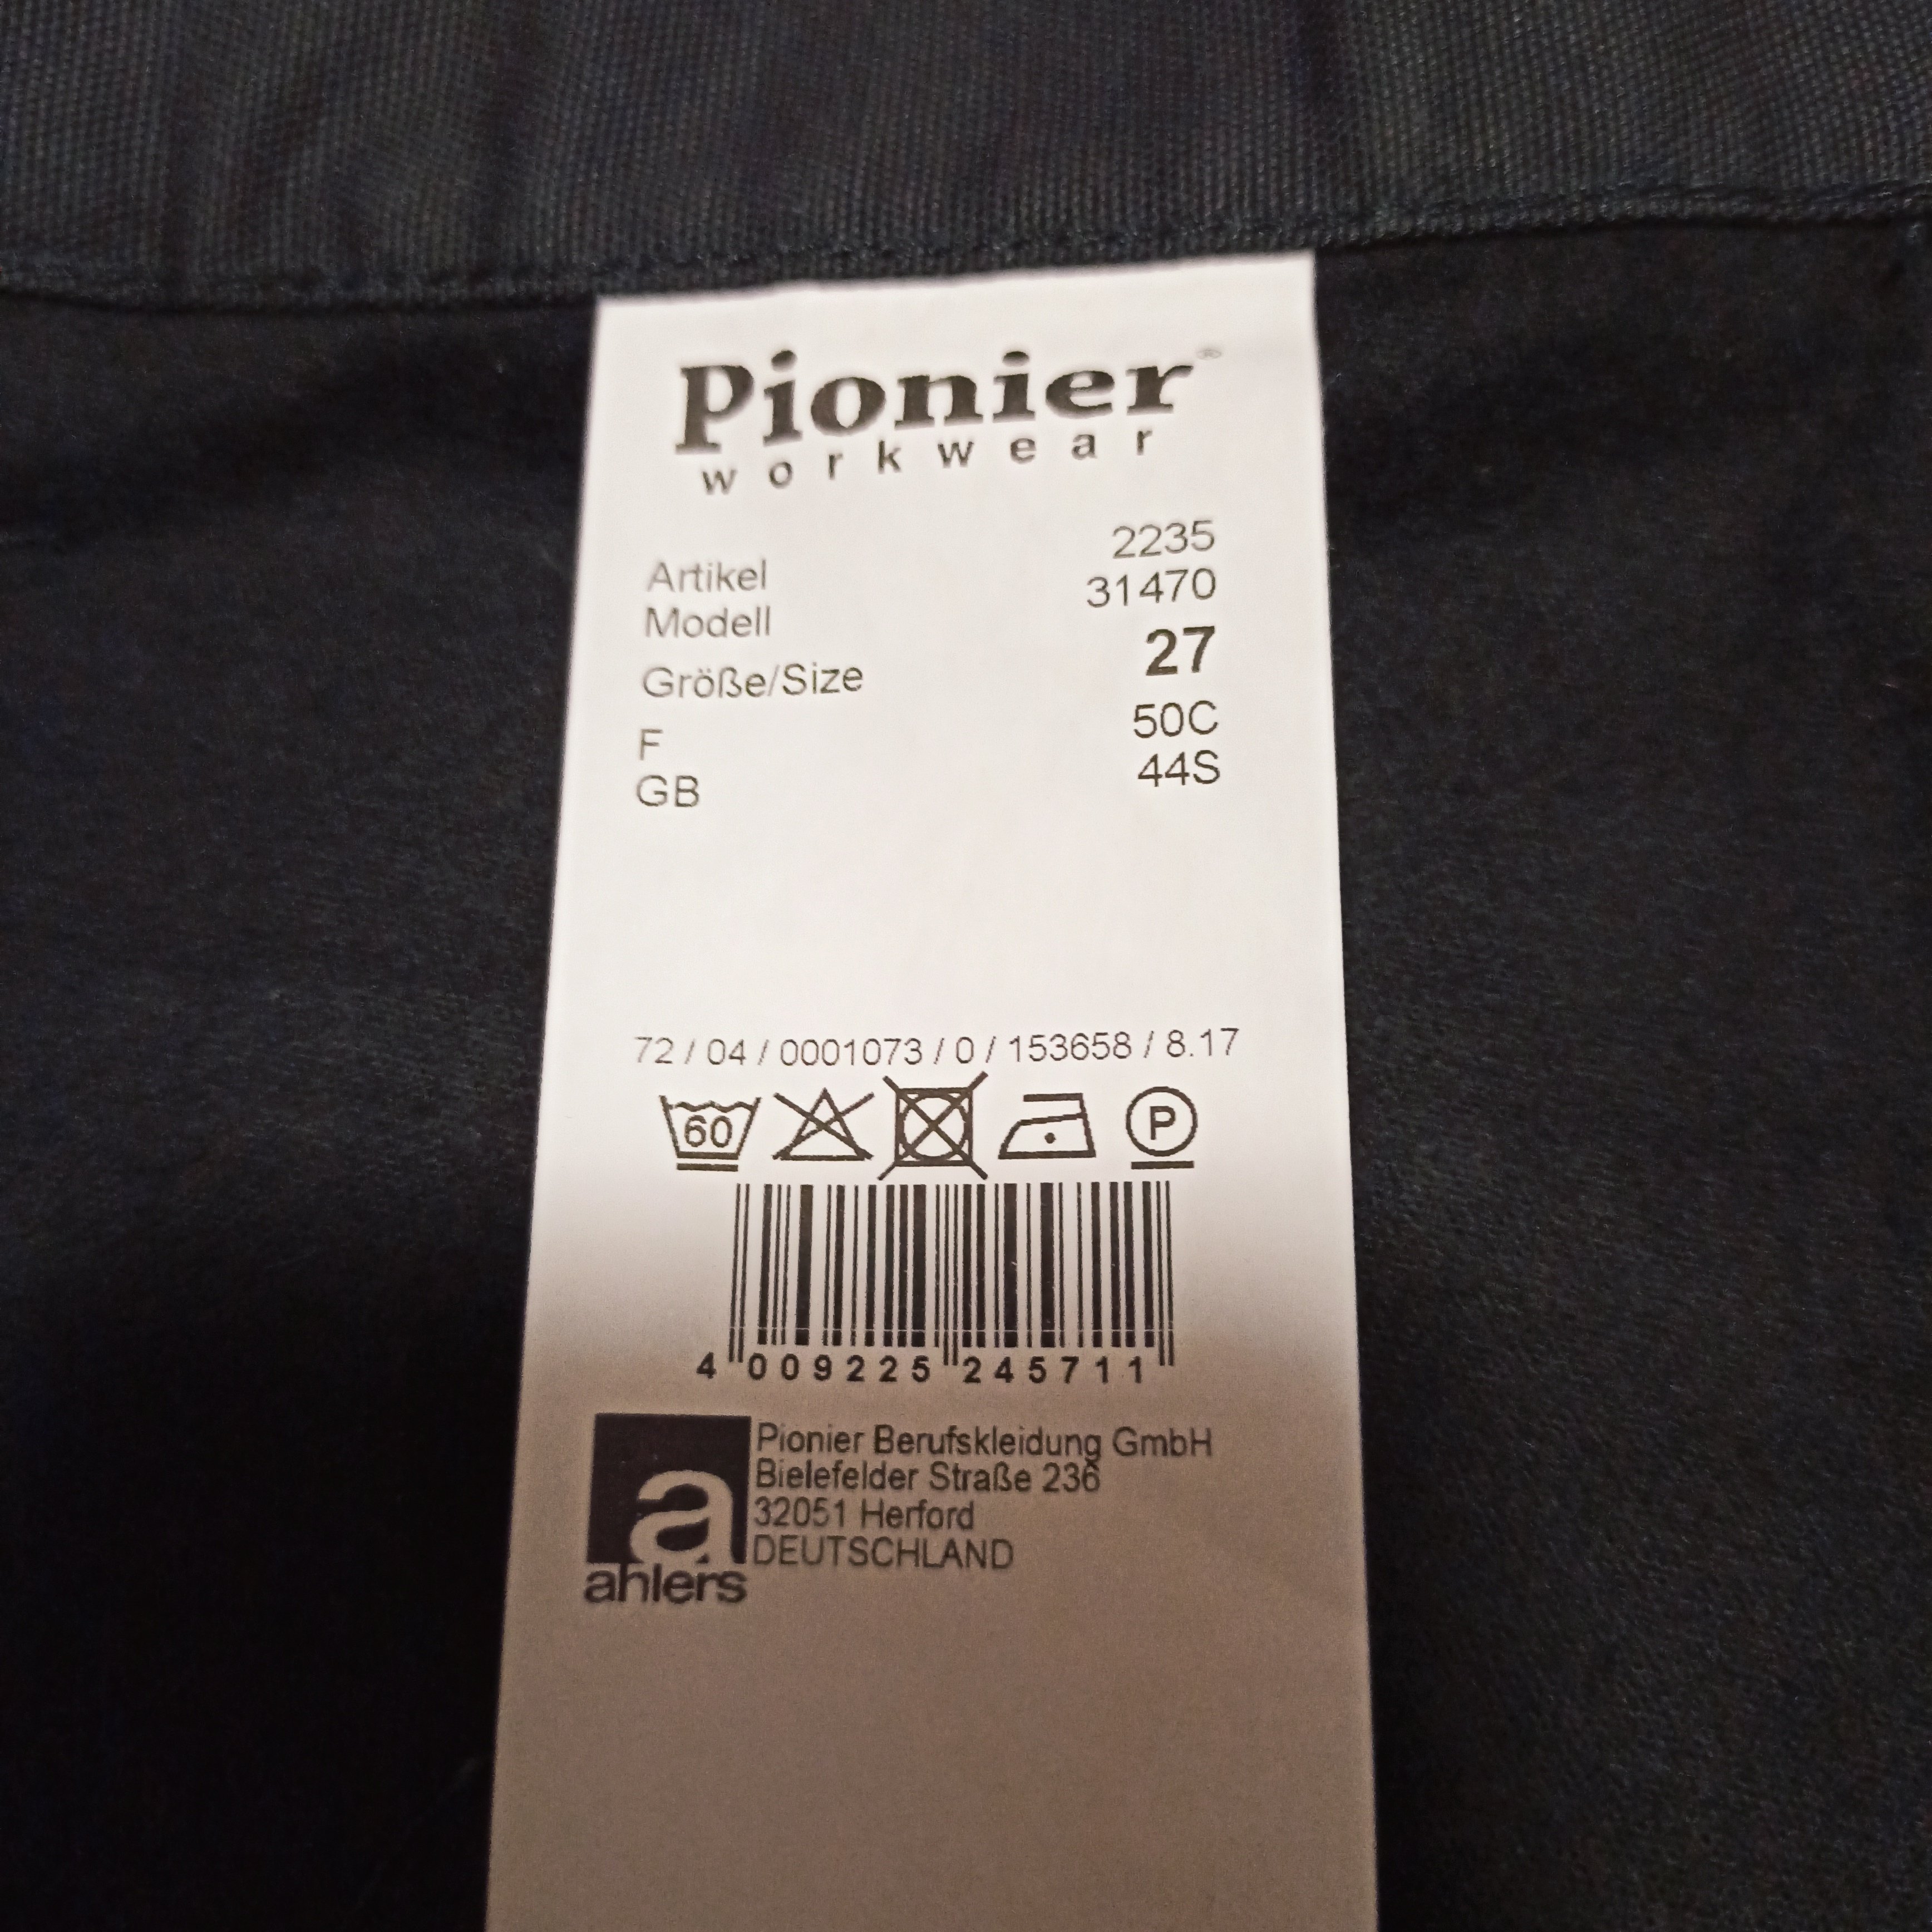 Pionier®
workwear
Artikel 2235
Modell 31470
Größe/Size 27
F 50C
GB 44S
72 / 04 / 0001073 / 0 / 153658 / 8.17
60 P
4 009225 245711
Pionier Berufskleidung GmbH
Bielefelder Straße 236
32051 Herford
DEUTSCHLAND
a
ahlers